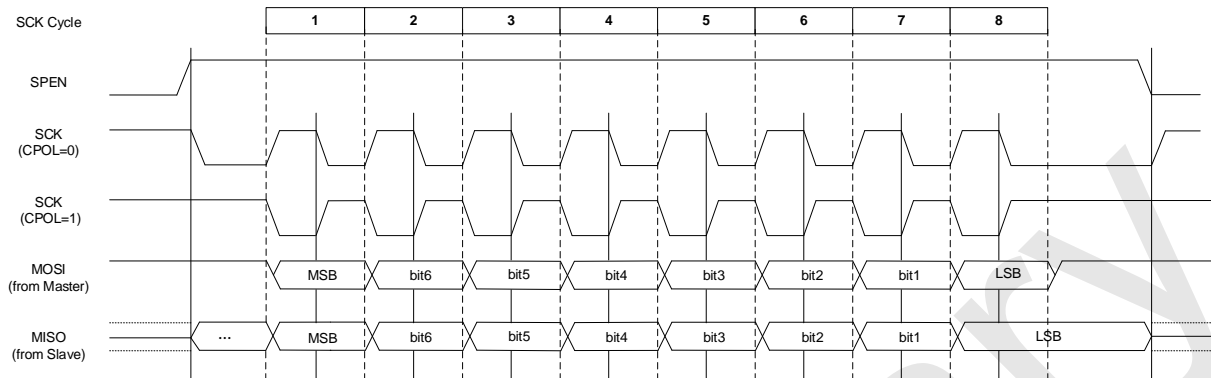 SCK Cycle 1 2 3 4 5 6 7 8
SPEN
SCK
(CPOL=0)
SCK
(CPOL=1)
MOSI
(from Master)
MSB bit6 bit5 bit4 bit3 bit2 bit1 LSB
MISO
(from Slave)
... MSB bit6 bit5 bit4 bit3 bit2 bit1 LSB